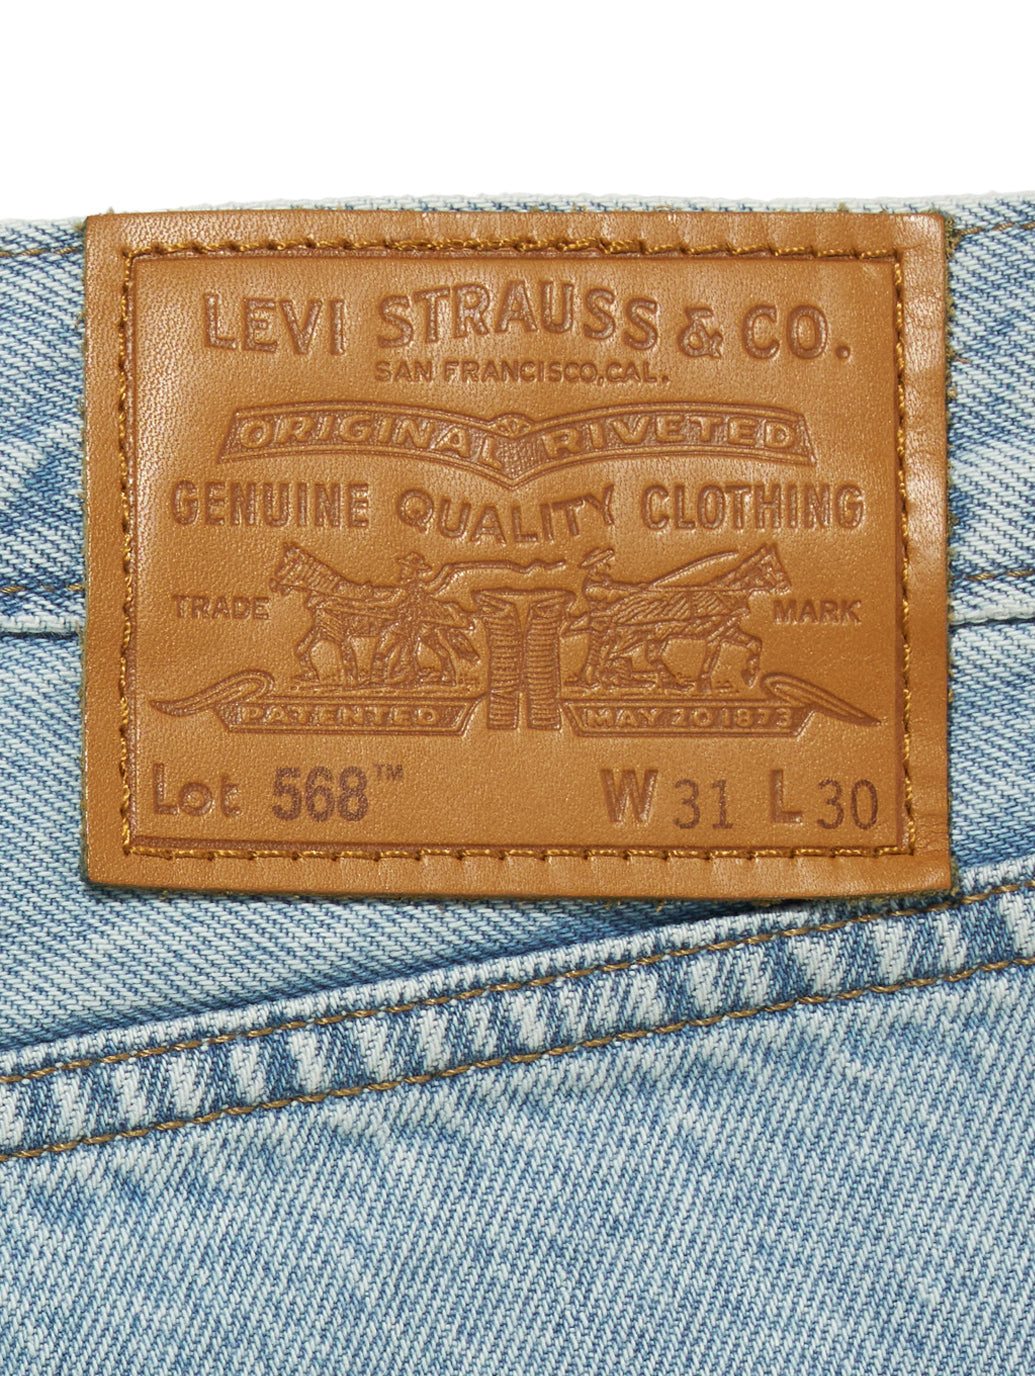 LEVI STRAUSS & CO.
SAN FRANCISCO, CAL.
ORIGINAL RIVETED
GENUINE QUALITY CLOTHING
TRADE MARK
PATENTED MAY 20 1873
Lot 568™ W 31 L 30